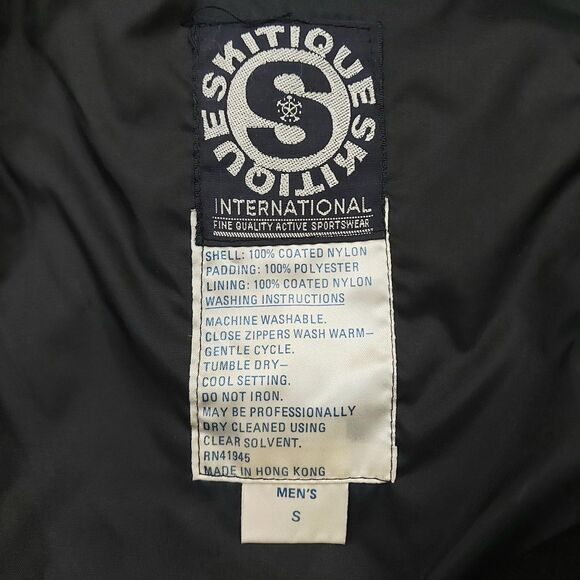 SKITIQUE SKITIQUE
S
INTERNATIONAL
FINE QUALITY ACTIVE SPORTSWEAR
SHELL: 100% COATED NYLON
PADDING: 100% POLYESTER
LINING: 100% COATED NYLON
WASHING INSTRUCTIONS
MACHINE WASHABLE.
CLOSE ZIPPERS WASH WARM—
GENTLE CYCLE.
TUMBLE DRY—
COOL SETTING.
DO NOT IRON.
MAY BE PROFESSIONALLY
DRY CLEANED USING
CLEAR SOLVENT.
RN41945
MADE IN HONG KONG
MEN'S
S